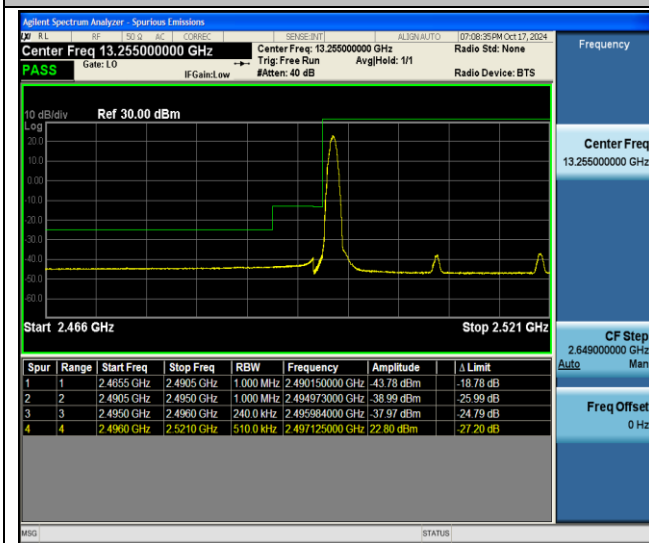 Agilent Spectrum Analyzer - Spurious Emissions
RL RF 50 Ω AC CORREC SENSE:INT ALIGN AUTO 07:08:35PM Oct 17, 2024
Center Freq 13.255000000 GHz Center Freq: 13.255000000 GHz Radio Std: None Frequency
PASS Gate: LO IFGain:Low Trig: Free Run Avg|Hold: 1/1
#Atten: 40 dB Radio Device: BTS
10 dB/div Ref 30.00 dBm
Log
20.0
10.0
0.00
-10.0
-20.0
-30.0
-40.0
-50.0
-60.0
Start 2.466 GHz Stop 2.521 GHz
Center Freq
13.255000000 GHz
CF Step
2.649000000 GHz
Auto Man
Freq Offset
0 Hz
Spur Range Start Freq Stop Freq RBW Frequency Amplitude Δ Limit
1 1 2.4655 GHz 2.4905 GHz 1.000 MHz 2.490150000 GHz -43.78 dBm -18.78 dB
2 2 2.4905 GHz 2.4950 GHz 1.000 MHz 2.494973000 GHz -38.99 dBm -25.99 dB
3 3 2.4950 GHz 2.4960 GHz 240.0 kHz 2.495984000 GHz -37.97 dBm -24.79 dB
4 4 2.4960 GHz 2.5210 GHz 510.0 kHz 2.497125000 GHz 22.80 dBm -27.20 dB
MSG STATUS